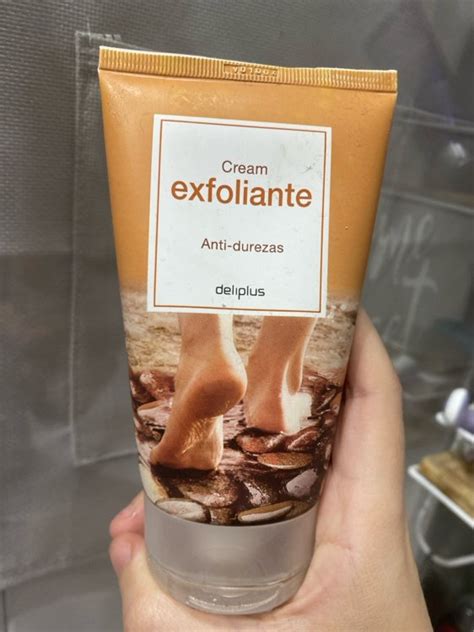 Cream
exfoliante
Anti-durezas
deliplus